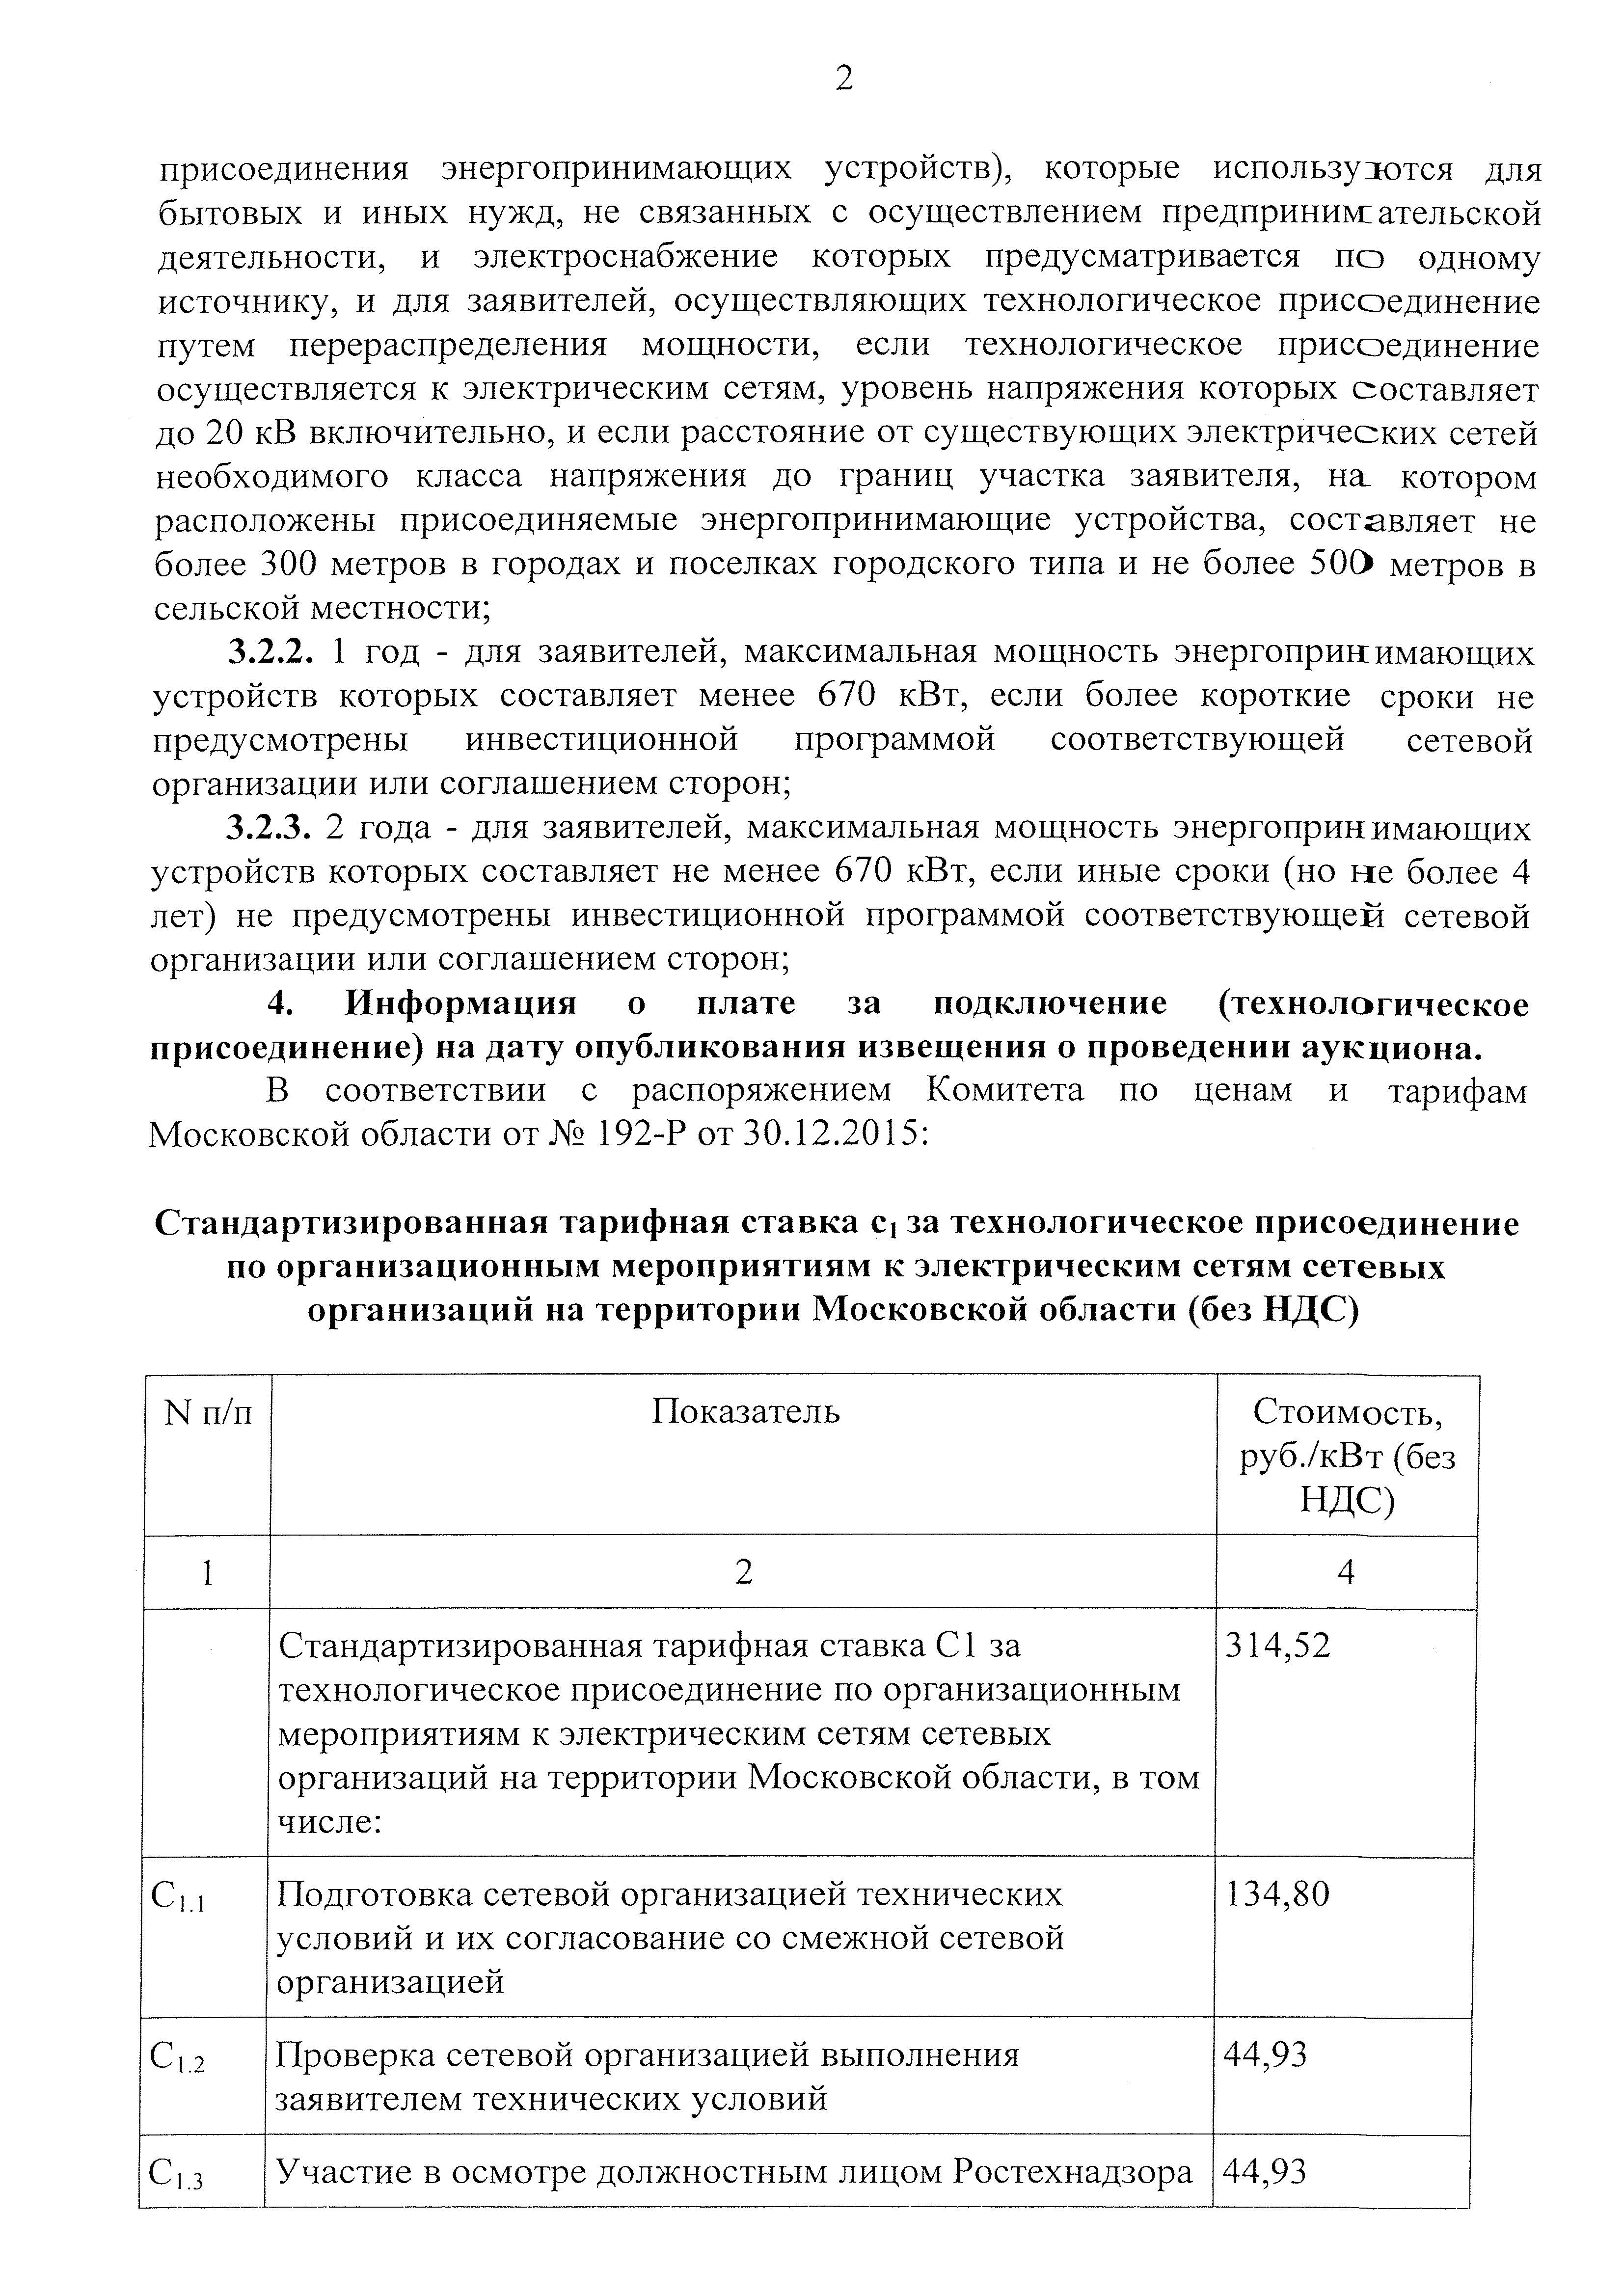 2
присоединения энергопринимающих устройств), которые используются для
бытовых и иных нужд, не связанных с осуществлением предпринимательской
деятельности, и электроснабжение которых предусматривается по одному
источнику, и для заявителей, осуществляющих технологическое присоединение
путем перераспределения мощности, если технологическое присоединение
осуществляется к электрическим сетям, уровень напряжения которых составляет
до 20 кВ включительно, и если расстояние от существующих электрических сетей
необходимого класса напряжения до границ участка заявителя, на котором
расположены присоединяемые энергопринимающие устройства, составляет не
более 300 метров в городах и поселках городского типа и не более 500 метров в
сельской местности;
3.2.2. 1 год - для заявителей, максимальная мощность энергопринимающих
устройств которых составляет менее 670 кВт, если более короткие сроки не
предусмотрены инвестиционной программой соответствующей сетевой
организации или соглашением сторон;
3.2.3. 2 года - для заявителей, максимальная мощность энергопринимающих
устройств которых составляет не менее 670 кВт, если иные сроки (но не более 4
лет) не предусмотрены инвестиционной программой соответствующей сетевой
организации или соглашением сторон;
4. Информация о плате за подключение (технологическое
присоединение) на дату опубликования извещения о проведении аукциона.
В соответствии с распоряжением Комитета по ценам и тарифам
Московской области от № 192-Р от 30.12.2015:
Стандартизированная тарифная ставка с1 за технологическое присоединение
по организационным мероприятиям к электрическим сетям сетевых
организаций на территории Московской области (без НДС)
N п/п Показатель Стоимость,
руб./кВт (без
НДС)
1 2 4
Стандартизированная тарифная ставка С1 за 314,52
технологическое присоединение по организационным
мероприятиям к электрическим сетям сетевых
организаций на территории Московской области, в том
числе:
С1.1 Подготовка сетевой организацией технических 134,80
условий и их согласование со смежной сетевой
организацией
С1.2 Проверка сетевой организацией выполнения 44,93
заявителем технических условий
С1.3 Участие в осмотре должностным лицом Ростехнадзора 44,93